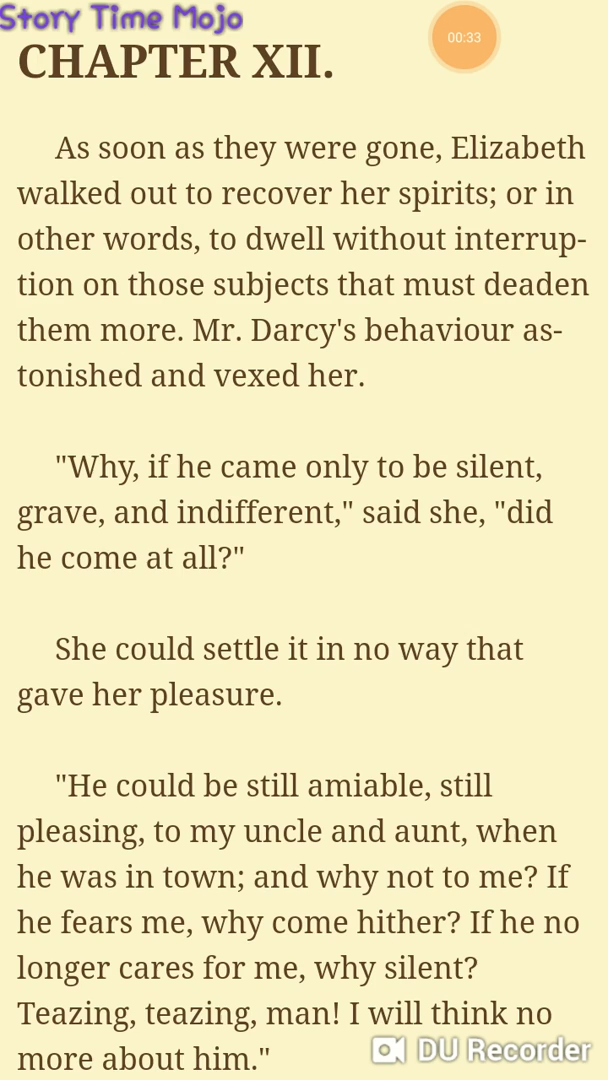 Story Time Mojo
00:33
CHAPTER XII.
As soon as they were gone, Elizabeth
walked out to recover her spirits; or in
other words, to dwell without interrup-
tion on those subjects that must deaden
them more. Mr. Darcy's behaviour as-
tonished and vexed her.
"Why, if he came only to be silent,
grave, and indifferent," said she, "did
he come at all?"
She could settle it in no way that
gave her pleasure.
"He could be still amiable, still
pleasing, to my uncle and aunt, when
he was in town; and why not to me? If
he fears me, why come hither? If he no
longer cares for me, why silent?
Teazing, teazing, man! I will think no
more about him."
DU Recorder